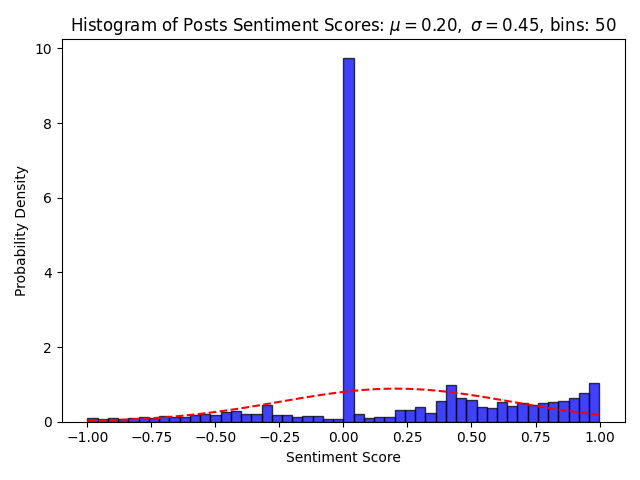 Histogram of Posts Sentiment Scores: μ = 0.20, σ = 0.45, bins: 50
10
8
6
4
2
0
Probability Density
−1.00 −0.75 −0.50 −0.25 0.00 0.25 0.50 0.75 1.00
Sentiment Score